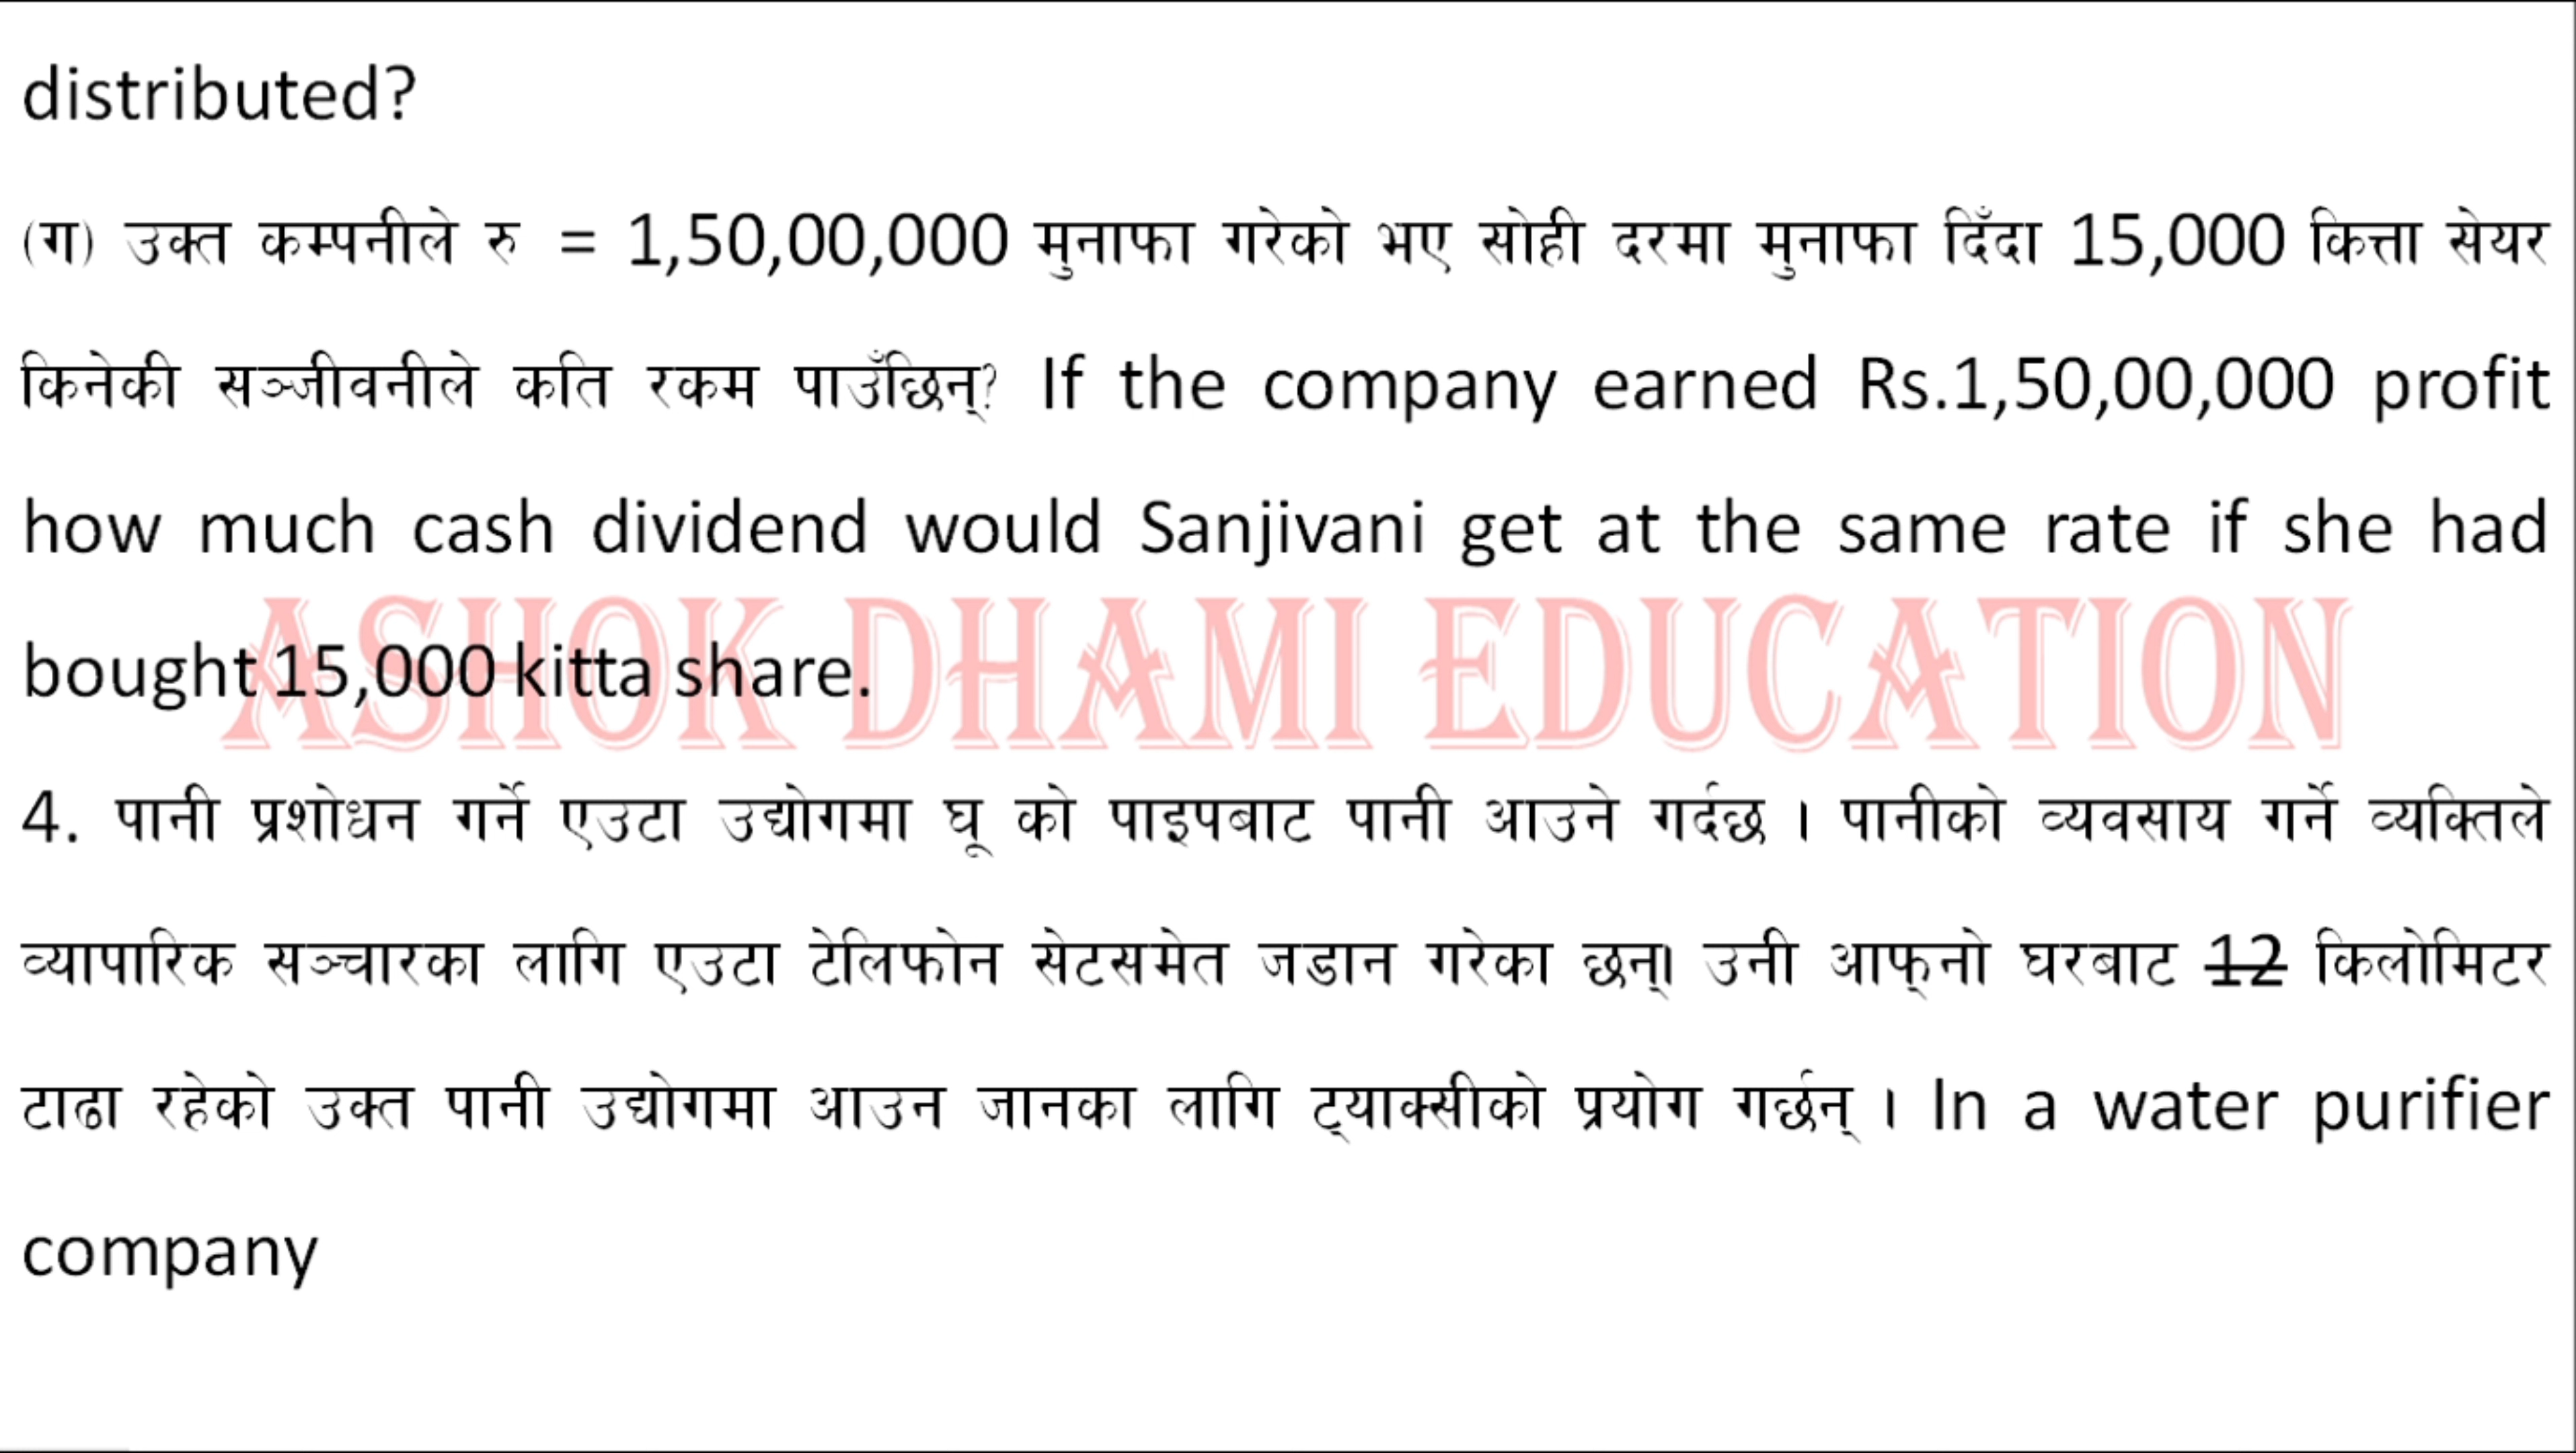 distributed?
(ग) उक्त कम्पनीले रु = 1,50,00,000 मुनाफा गरेको भए सोही दरमा मुनाफा दिँदा 15,000 कित्ता सेयर
किनेकी सञ्जीवनीले कति रकम पाउँछिन्? If the company earned Rs.1,50,00,000 profit
how much cash dividend would Sanjivani get at the same rate if she had
bought 15,000 kitta share.
ASHOK DHAMI EDUCATION
4. पानी प्रशोधन गर्ने एउटा उद्योगमा घू को पाइपबाट पानी आउने गर्दछ । पानीको व्यवसाय गर्ने व्यक्तिले
व्यापारिक सञ्चारका लागि एउटा टेलिफोन सेटसमेत जडान गरेका छन्। उनी आफ्नो घरबाट 12 किलोमिटर
टाढा रहेको उक्त पानी उद्योगमा आउन जानका लागि ट्याक्सीको प्रयोग गर्छन् । In a water purifier
company